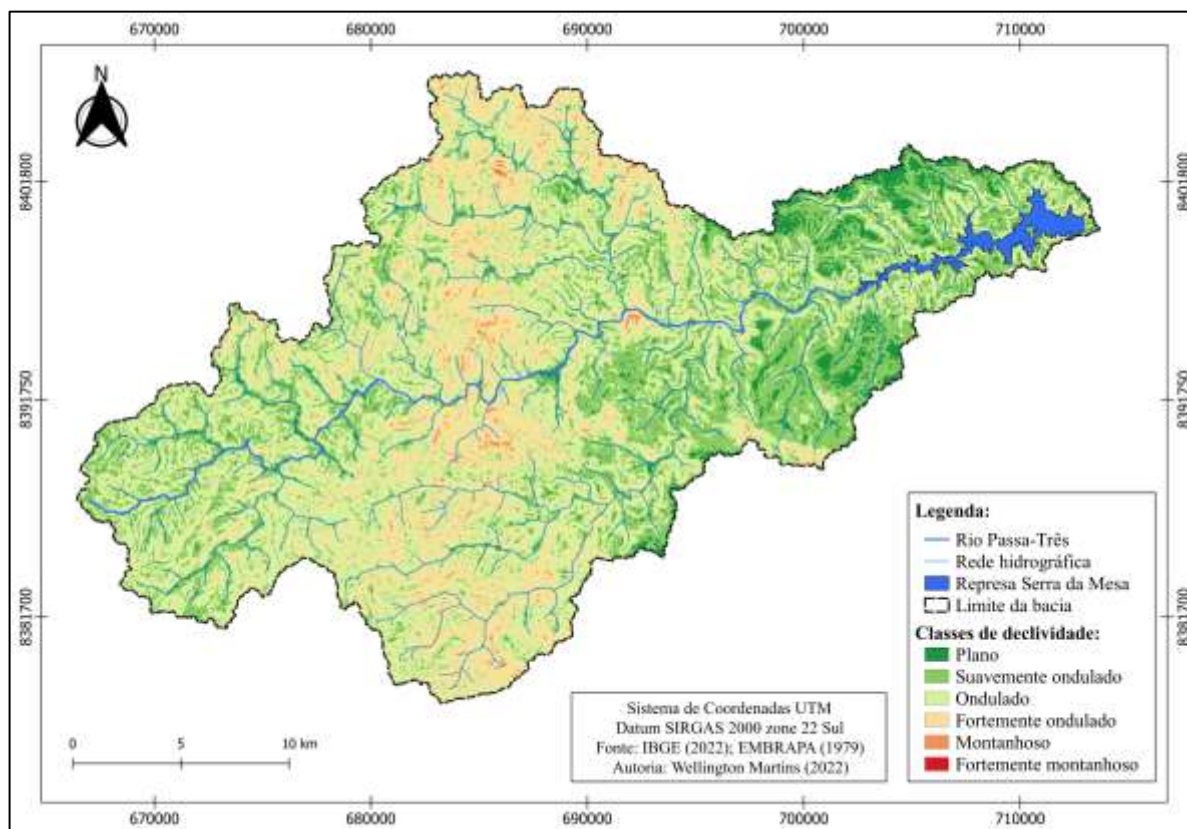 670000 680000 690000 700000 710000
N
8401800 8401800
8391750 8391750
8381700 8381700
Legenda:
Rio Passa-Três
Rede hidrográfica
Represa Serra da Mesa
Limite da bacia
Classes de declividade:
Plano
Suavemente ondulado
Ondulado
Fortemente ondulado
Montanhoso
Fortemente montanhoso
Sistema de Coordenadas UTM
Datum SIRGAS 2000 zone 22 Sul
Fonte: IBGE (2022); EMBRAPA (1979)
Autoria: Wellington Martins (2022)
0 5 10 km
670000 680000 690000 700000 710000